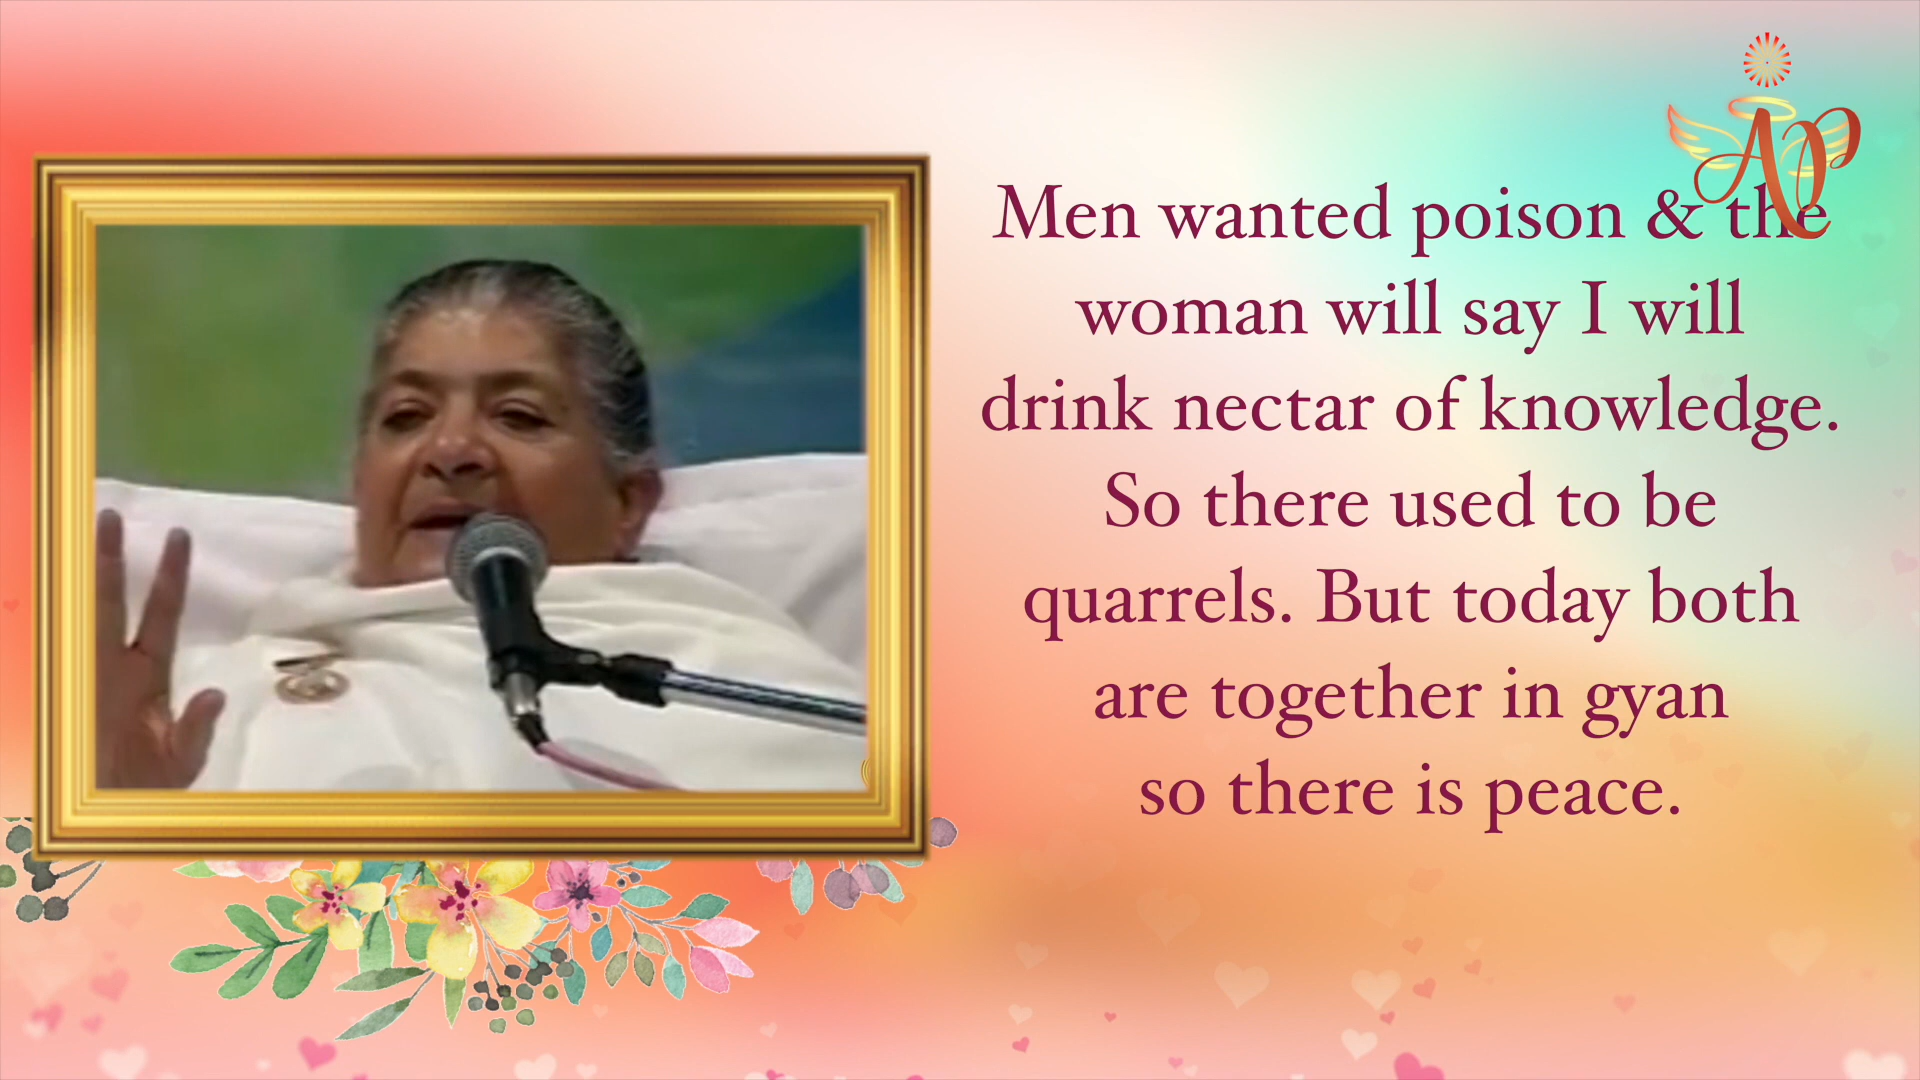 AP
Men wanted poison & the
woman will say I will
drink nectar of knowledge.
So there used to be
quarrels. But today both
are together in gyan
so there is peace.